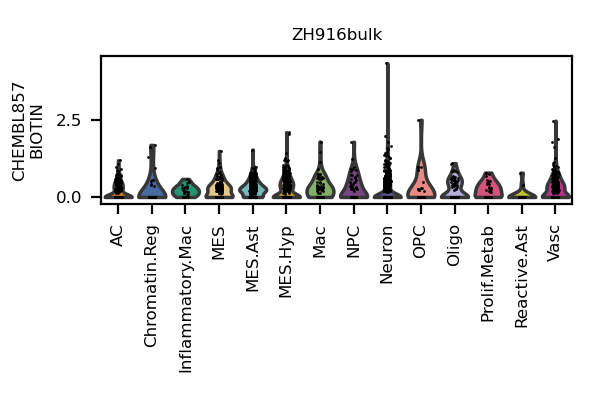 ZH916bulk
CHEMBL857
BIOTIN
2.5
0.0
AC
Chromatin.Reg
Inflammatory.Mac
MES
MES.Ast
MES.Hyp
Mac
NPC
Neuron
OPC
Oligo
Prolif.Metab
Reactive.Ast
Vasc